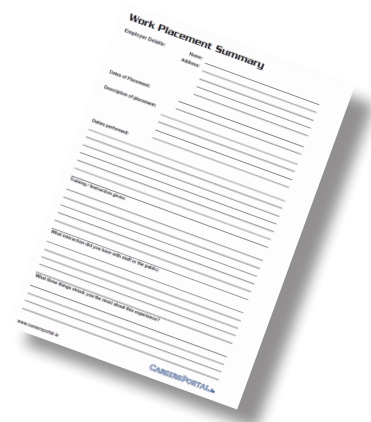 Work Placement Summary
Employer Details:
Name:
Address:
Dates of Placement:
Description of placement:
Duties performed:
Training / Instruction given:
What interaction did you have with staff or the public:
What three things struck you the most about this experience?
www.careersportal.ie
CAREERSPORTAL.ie